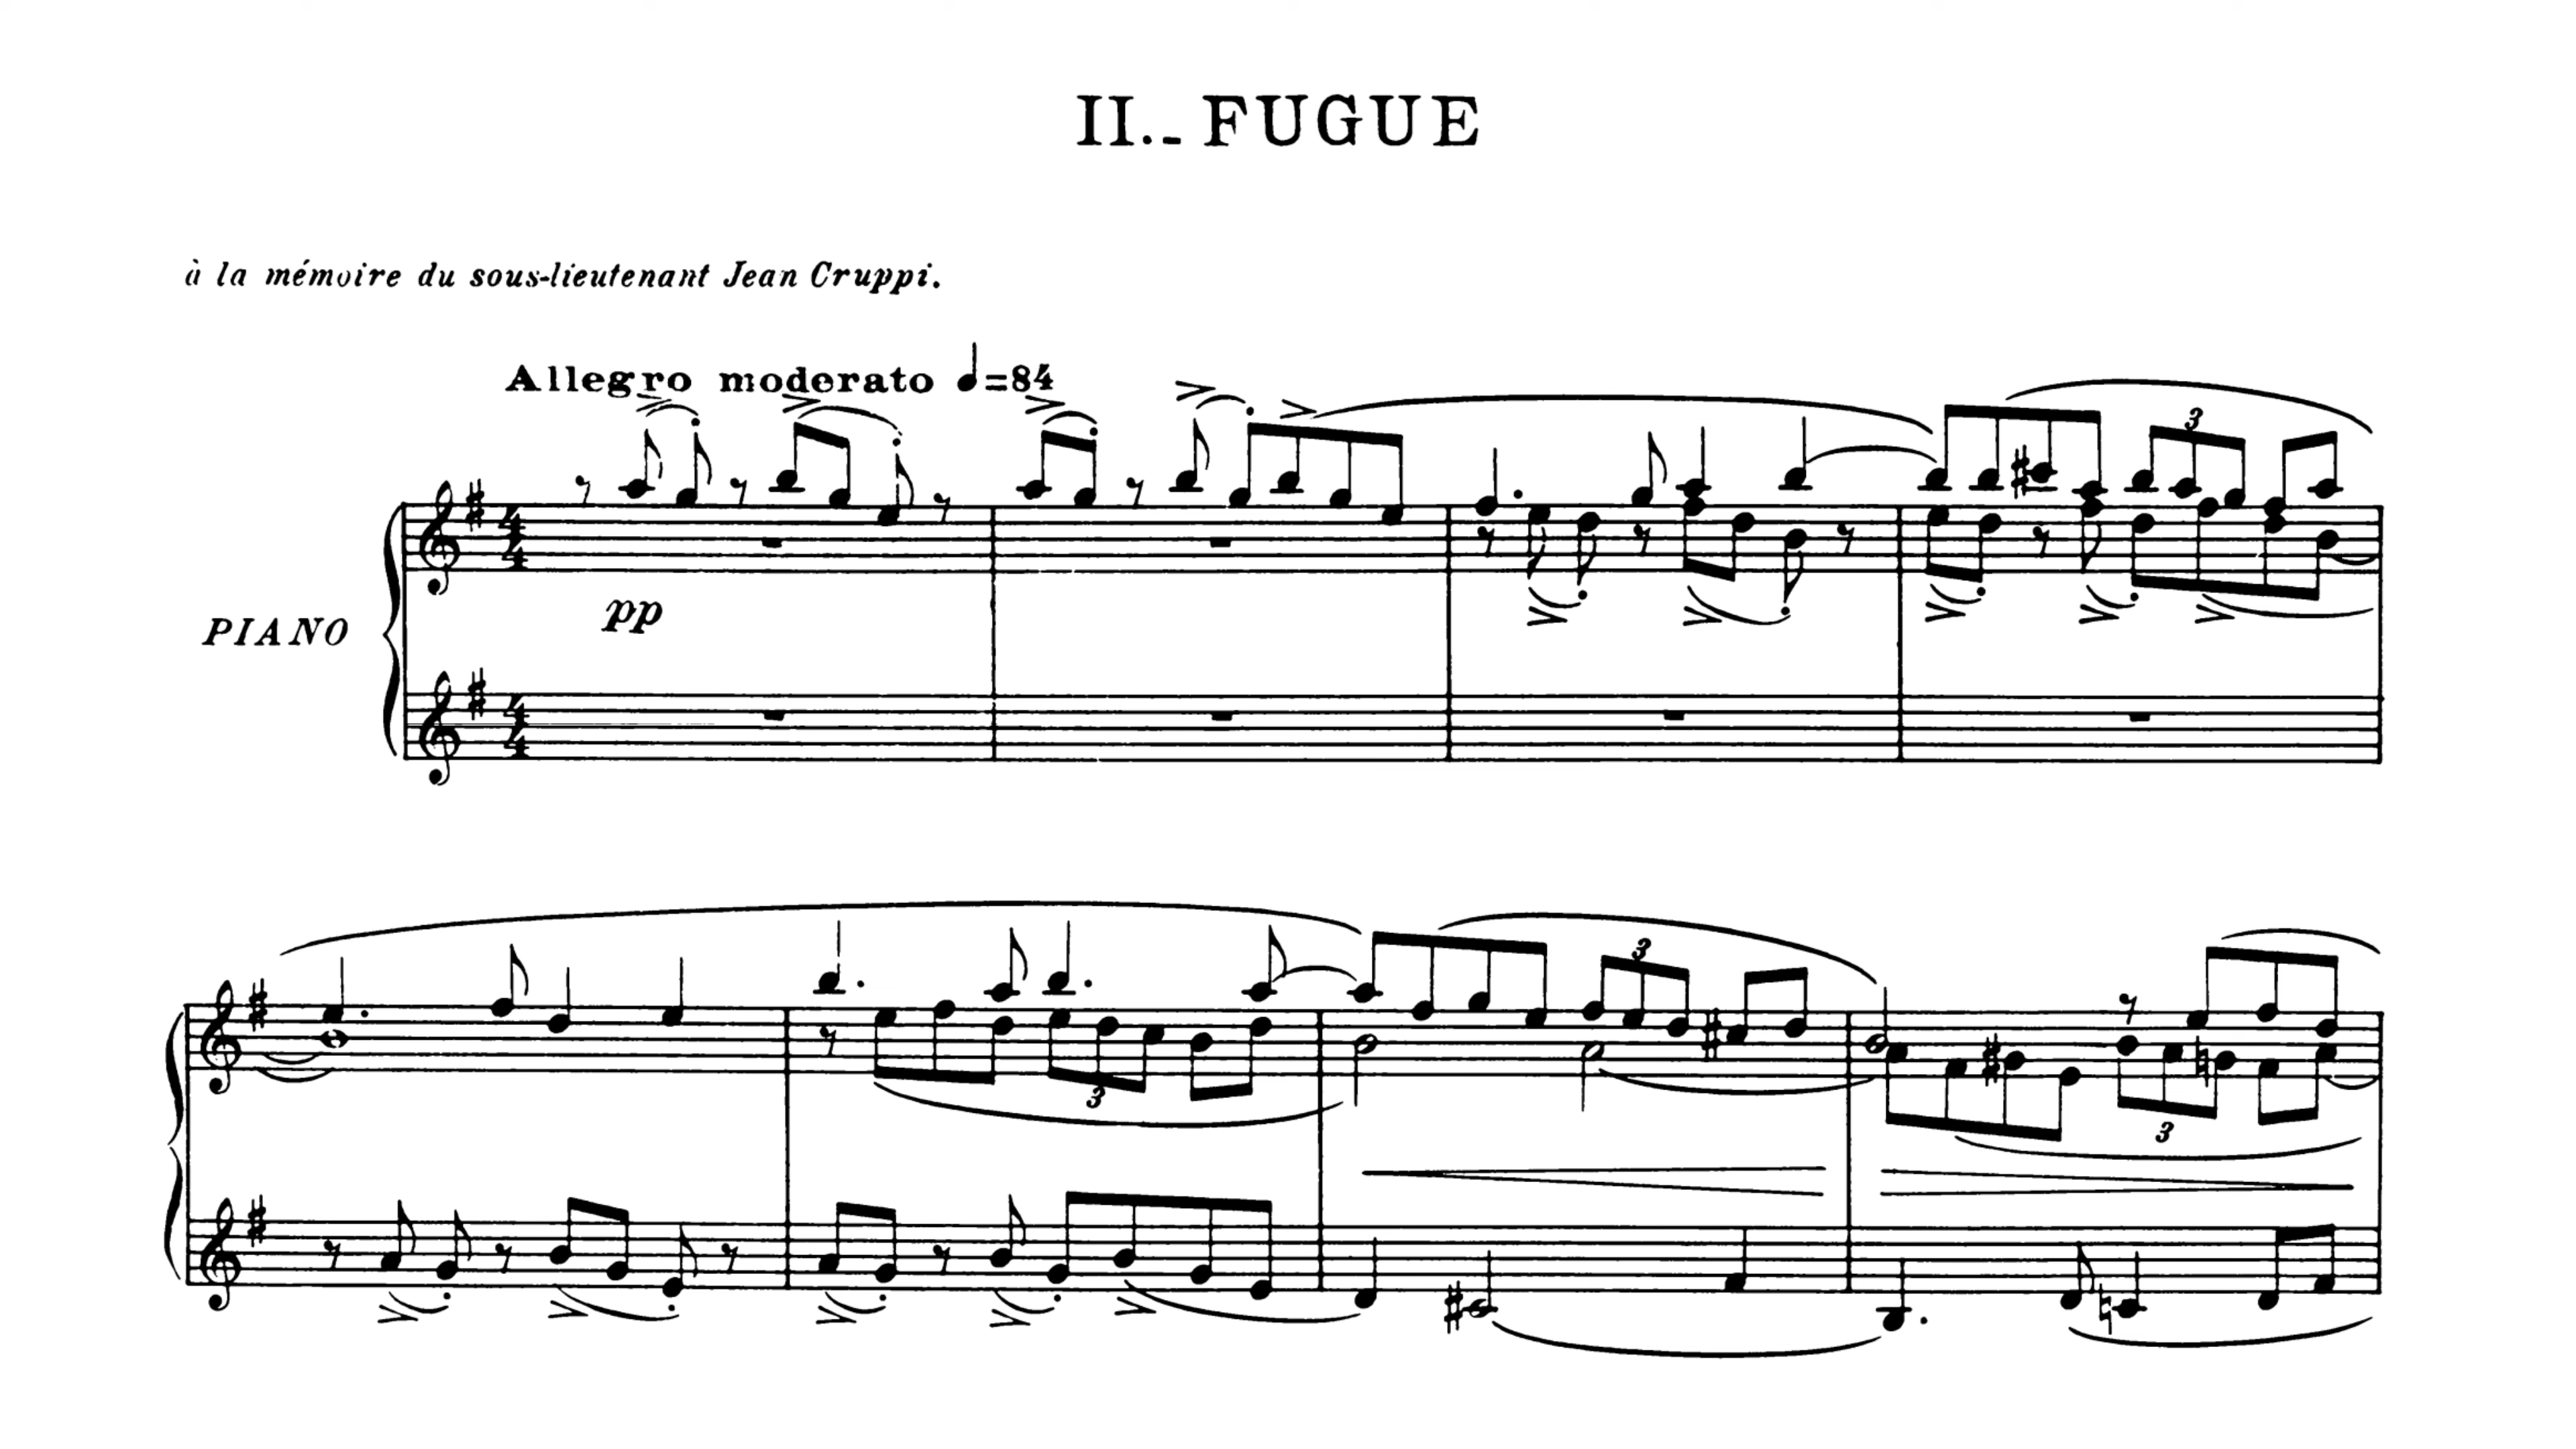 II.- FUGUE
à la mémoire du sous-lieutenant Jean Cruppi.
Allegro moderato ♩=84
3
PIANO
pp
3
3
3
3